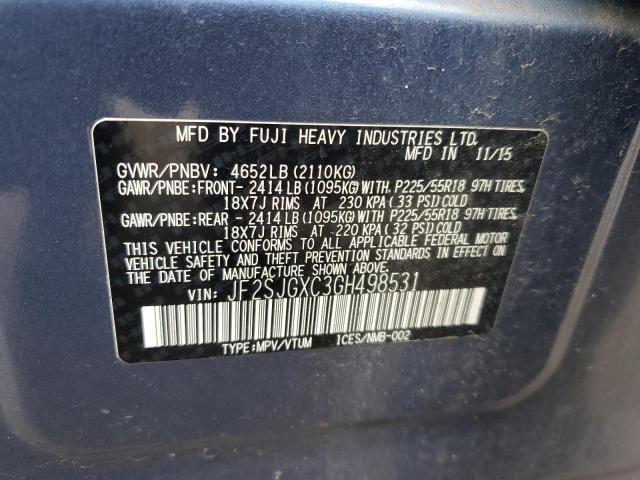 MFD BY FUJI HEAVY INDUSTRIES LTD.
MFD IN 11/15
GVWR/PNBV: 4652LB (2110KG)
GAWR/PNBE:FRONT- 2414 LB (1095KG) WITH. P225/55R18 97H TIRES,
18X7J RIMS AT 230 KPA (33 PSI) COLD
GAWR/PNBE:REAR - 2414 LB (1095KG) WITH. P225/55R18 97H TIRES,
18X7J RIMS AT 220 KPA (32 PSI) COLD
THIS VEHICLE CONFORMS TO ALL APPLICABLE FEDERAL MOTOR
VEHICLE SAFETY AND THEFT PREVENTION STANDARDS IN EFFECT ON
THE DATE OF MANUFACTURE SHOWN ABOVE.
VIN: JF2SJGXC3GH498531
TYPE:MPV/VTUM ICES/NMB-002